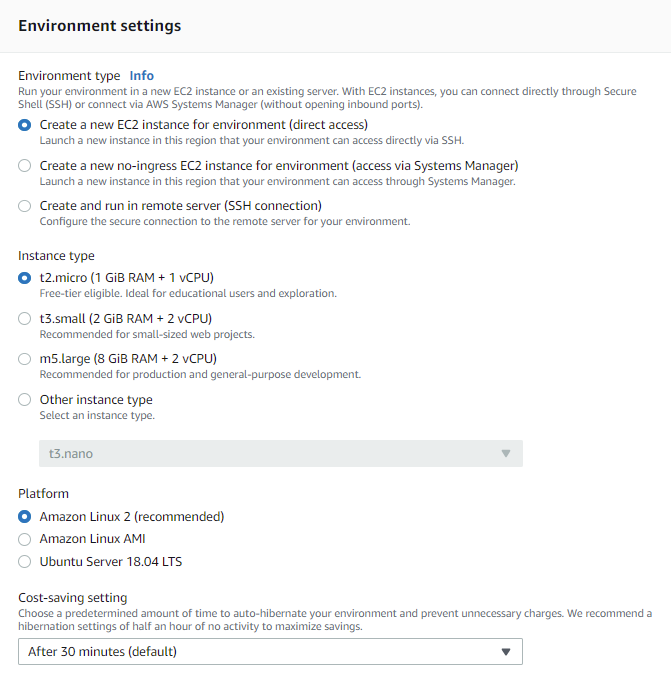 Environment settings
Environment type Info
Run your environment in a new EC2 instance or an existing server. With EC2 instances, you can connect directly through Secure
Shell (SSH) or connect via AWS Systems Manager (without opening inbound ports).
Create a new EC2 instance for environment (direct access)
Launch a new instance in this region that your environment can access directly via SSH.
Create a new no-ingress EC2 instance for environment (access via Systems Manager)
Launch a new instance in this region that your environment can access through Systems Manager.
Create and run in remote server (SSH connection)
Configure the secure connection to the remote server for your environment.
Instance type
t2.micro (1 GiB RAM + 1 vCPU)
Free-tier eligible. Ideal for educational users and exploration.
t3.small (2 GiB RAM + 2 vCPU)
Recommended for small-sized web projects.
m5.large (8 GiB RAM + 2 vCPU)
Recommended for production and general-purpose development.
Other instance type
Select an instance type.
t3.nano
Platform
Amazon Linux 2 (recommended)
Amazon Linux AMI
Ubuntu Server 18.04 LTS
Cost-saving setting
Choose a predetermined amount of time to auto-hibernate your environment and prevent unnecessary charges. We recommend a
hibernation settings of half an hour of no activity to maximize savings.
After 30 minutes (default)